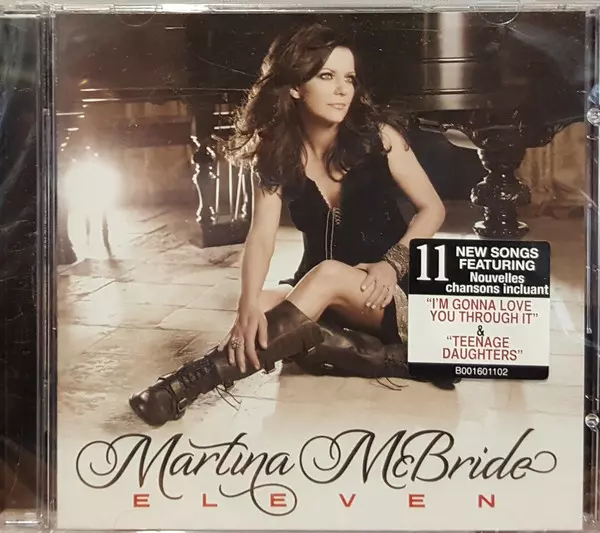 11 NEW SONGS
FEATURING
Nouvelles
chansons incluant
"I'M GONNA LOVE
YOU THROUGH IT"
&
"TEENAGE
DAUGHTERS"
B001601102
Martina McBride
ELEVEN